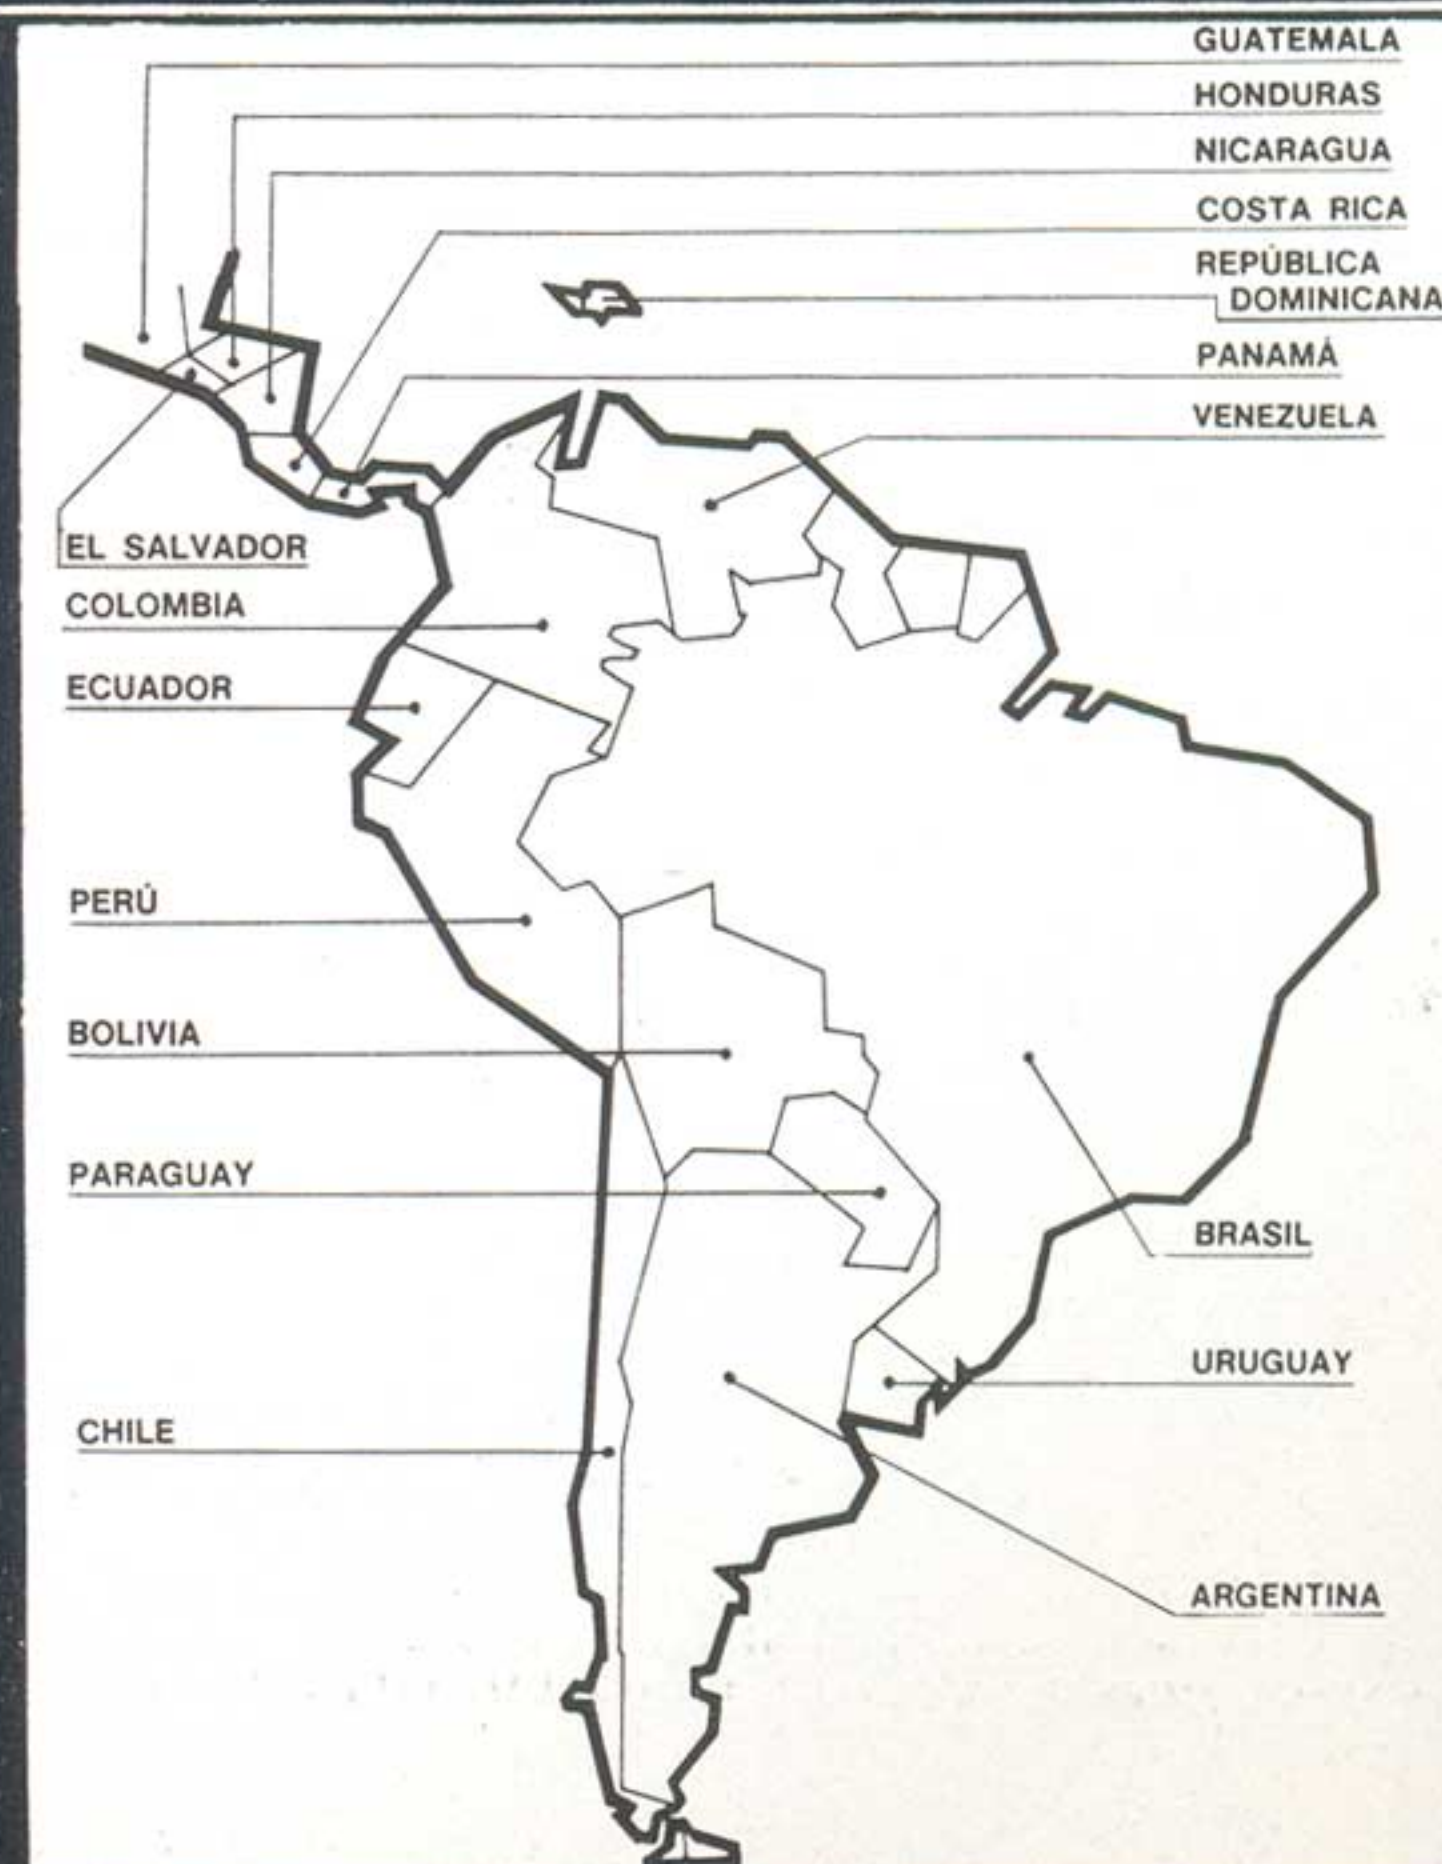 GUATEMALA
HONDURAS
NICARAGUA
COSTA RICA
REPÚBLICA
DOMINICANA
PANAMÁ
VENEZUELA
EL SALVADOR
COLOMBIA
ECUADOR
PERÚ
BOLIVIA
PARAGUAY
BRASIL
URUGUAY
CHILE
ARGENTINA